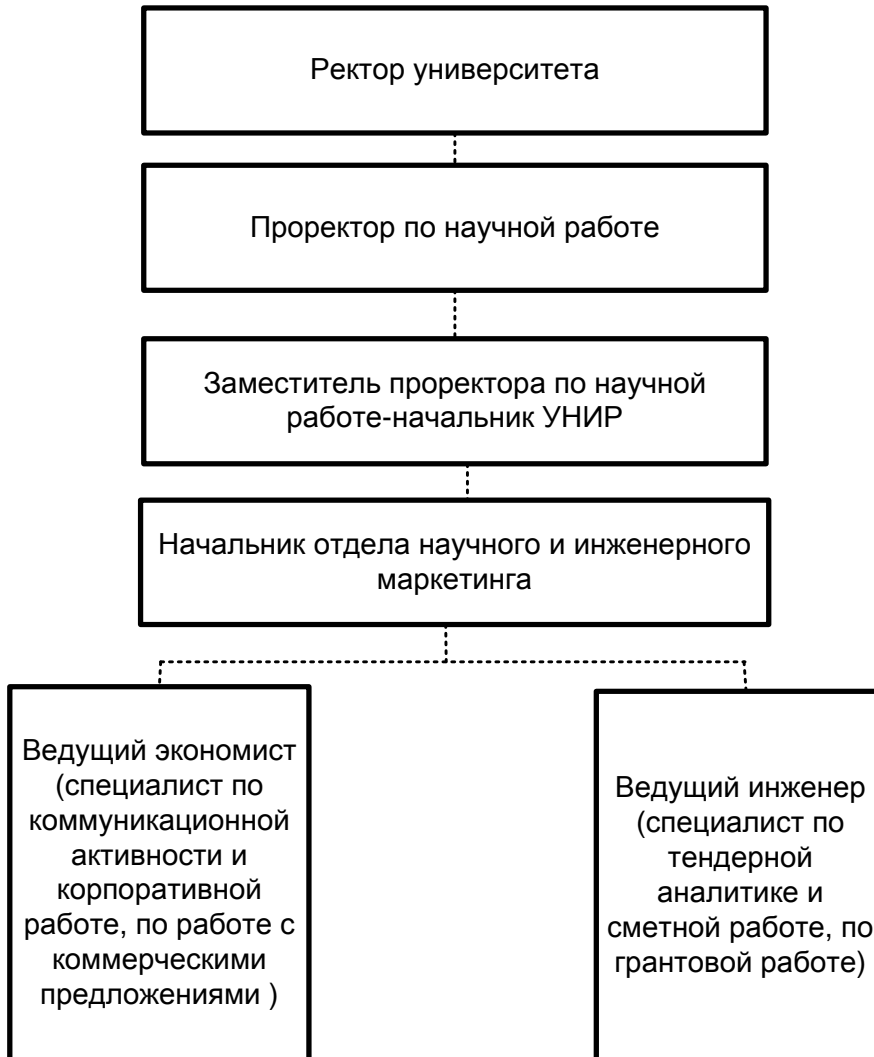 Ректор университета
Проректор по научной работе
Заместитель проректора по научной
работе-начальник УНИР
Начальник отдела научного и инженерного
маркетинга
Ведущий экономист
(специалист по
коммуникационной
активности и
корпоративной
работе, по работе с
коммерческими
предложениями )
Ведущий инженер
(специалист по
тендерной
аналитике и
сметной работе, по
грантовой работе)